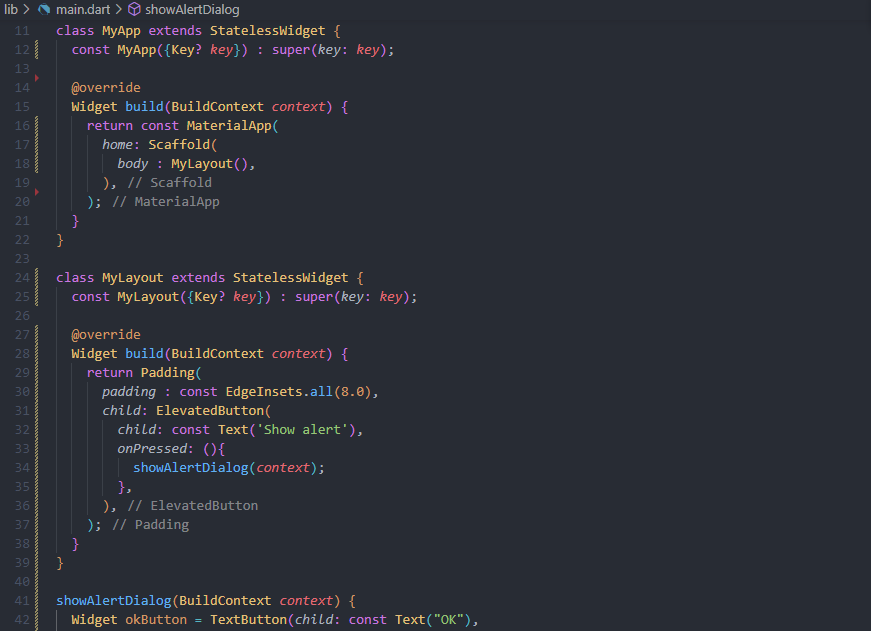 lib > main.dart > showAlertDialog
11 class MyApp extends StatelessWidget {
12   const MyApp({Key? key}) : super(key: key);
13
14   @override
15   Widget build(BuildContext context) {
16     return const MaterialApp(
17       home: Scaffold(
18         body : MyLayout(),
19       ), // Scaffold
20     ); // MaterialApp
21   }
22 }
23
24 class MyLayout extends StatelessWidget {
25   const MyLayout({Key? key}) : super(key: key);
26
27   @override
28   Widget build(BuildContext context) {
29     return Padding(
30       padding : const EdgeInsets.all(8.0),
31       child: ElevatedButton(
32         child: const Text('Show alert'),
33         onPressed: (){
34           showAlertDialog(context);
35         },
36       ), // ElevatedButton
37     ); // Padding
38   }
39 }
40
41 showAlertDialog(BuildContext context) {
42   Widget okButton = TextButton(child: const Text("OK"),